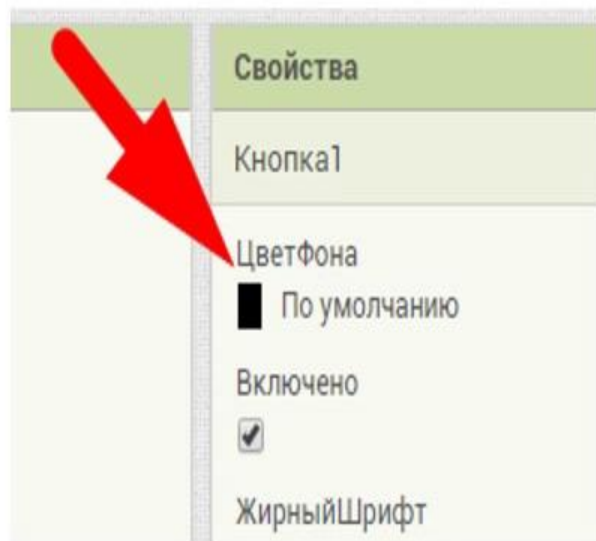 Свойства
Кнопка1
ЦветФона
По умолчанию
Включено
ЖирныйШрифт